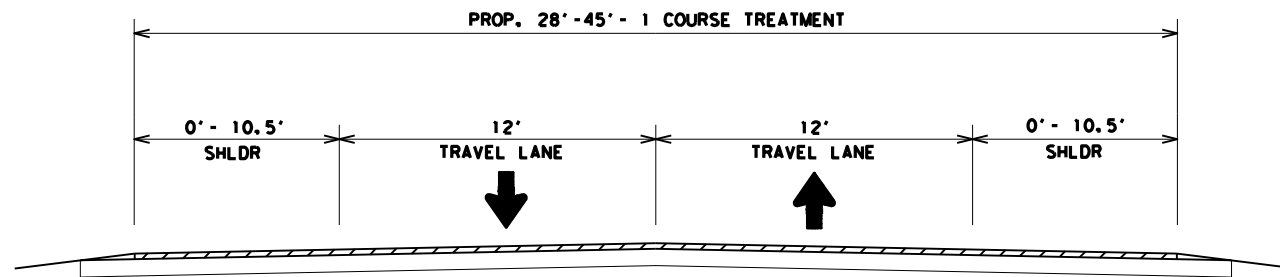 PROP. 28'-45'- 1 COURSE TREATMENT
0'- 10.5'
12'
12'
0'- 10.5'
SHLDR
TRAVEL LANE
TRAVEL LANE
SHLDR